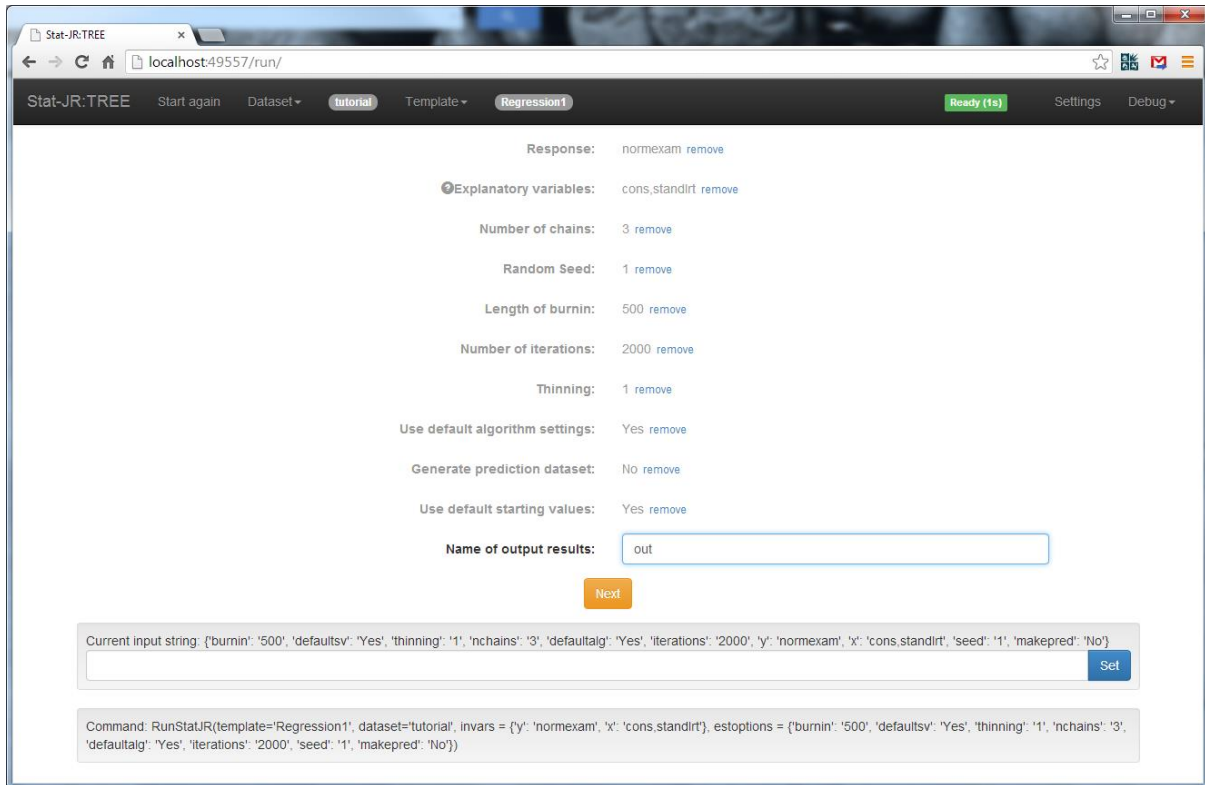 Stat-JR:TREE
localhost:49557/run/
Stat-JR:TREE Start again Dataset tutorial Template Regression1 Ready (1s) Settings Debug
Response: normexam remove
Explanatory variables: cons,standlrt remove
Number of chains: 3 remove
Random Seed: 1 remove
Length of burnin: 500 remove
Number of iterations: 2000 remove
Thinning: 1 remove
Use default algorithm settings: Yes remove
Generate prediction dataset: No remove
Use default starting values: Yes remove
Name of output results: out
Next
Current input string: {'burnin': '500', 'defaultsv': 'Yes', 'thinning': '1', 'nchains': '3', 'defaultalg': 'Yes', 'iterations': '2000', 'y': 'normexam', 'x': 'cons,standlrt', 'seed': '1', 'makepred': 'No'}
Set
Command: RunStatJR(template='Regression1', dataset='tutorial', invars = {'y': 'normexam', 'x': 'cons,standlrt'}, estoptions = {'burnin': '500', 'defaultsv': 'Yes', 'thinning': '1', 'nchains': '3',
'defaultalg': 'Yes', 'iterations': '2000', 'seed': '1', 'makepred': 'No'})